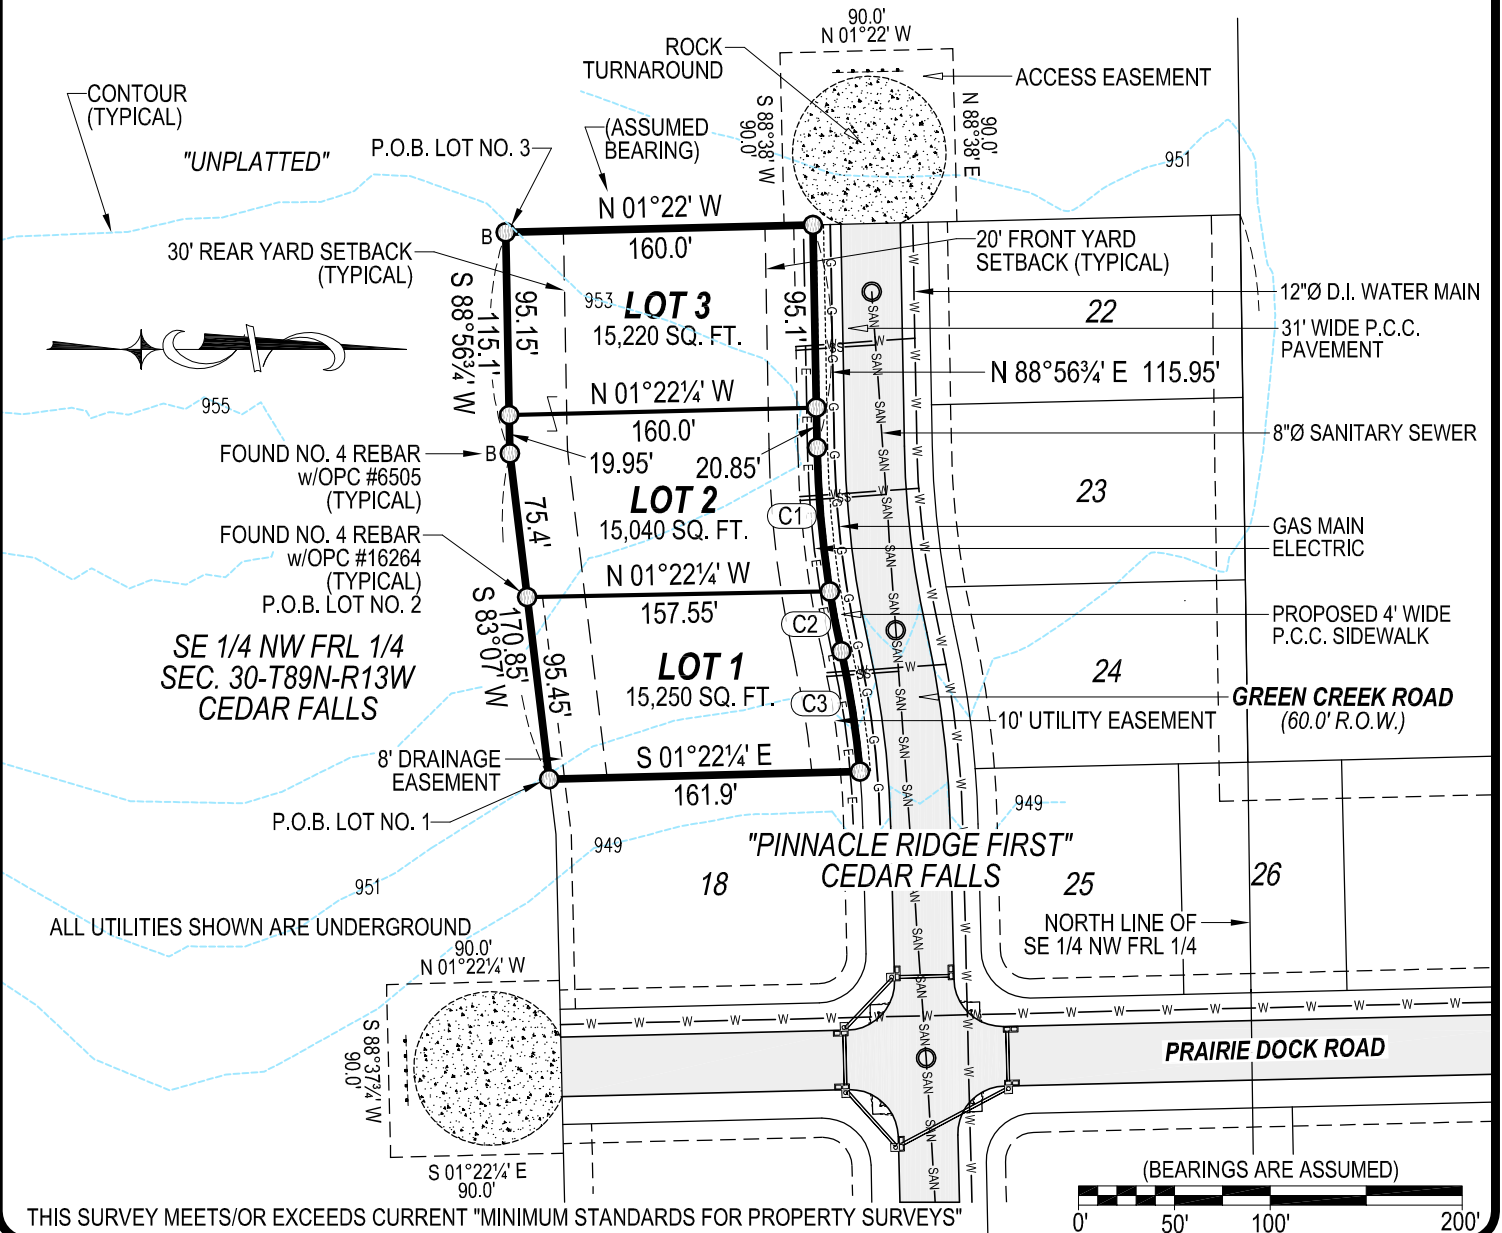 90.0'
N 01°22' W
ROCK
TURNAROUND
ACCESS EASEMENT
CONTOUR
(TYPICAL)
"UNPLATTED"
P.O.B. LOT NO. 3
(ASSUMED
BEARING)
S 88°38' W
90.0'
N 88°38' E
90.0'
951
N 01°22' W
160.0'
B
30' REAR YARD SETBACK
(TYPICAL)
20' FRONT YARD
SETBACK (TYPICAL)
953
LOT 3
15,220 SQ. FT.
95.15'
115.1'
S 88°56¾' W
95.1'
22
12"Ø D.I. WATER MAIN
31' WIDE P.C.C.
PAVEMENT
N 88°56¾' E 115.95'
N 01°22¼' W
160.0'
955
FOUND NO. 4 REBAR
w/OPC #6505
(TYPICAL)
B
19.95'
20.85'
8"Ø SANITARY SEWER
LOT 2
15,040 SQ. FT.
75.4'
C1
23
GAS MAIN
ELECTRIC
FOUND NO. 4 REBAR
w/OPC #16264
(TYPICAL)
P.O.B. LOT NO. 2
N 01°22¼' W
157.55'
C2
PROPOSED 4' WIDE
P.C.C. SIDEWALK
SE 1/4 NW FRL 1/4
SEC. 30-T89N-R13W
CEDAR FALLS
S 83°07' W
170.85'
95.45'
LOT 1
15,250 SQ. FT.
C3
24
GREEN CREEK ROAD
(60.0' R.O.W.)
10' UTILITY EASEMENT
8' DRAINAGE
EASEMENT
S 01°22¼' E
161.9'
P.O.B. LOT NO. 1
949
949
"PINNACLE RIDGE FIRST"
CEDAR FALLS
951
18
25
26
ALL UTILITIES SHOWN ARE UNDERGROUND
NORTH LINE OF
SE 1/4 NW FRL 1/4
90.0'
N 01°22¼' W
S 88°37¼' W
90.0'
PRAIRIE DOCK ROAD
S 01°22¼' E
90.0'
(BEARINGS ARE ASSUMED)
0' 50' 100' 200'
THIS SURVEY MEETS/OR EXCEEDS CURRENT "MINIMUM STANDARDS FOR PROPERTY SURVEYS"